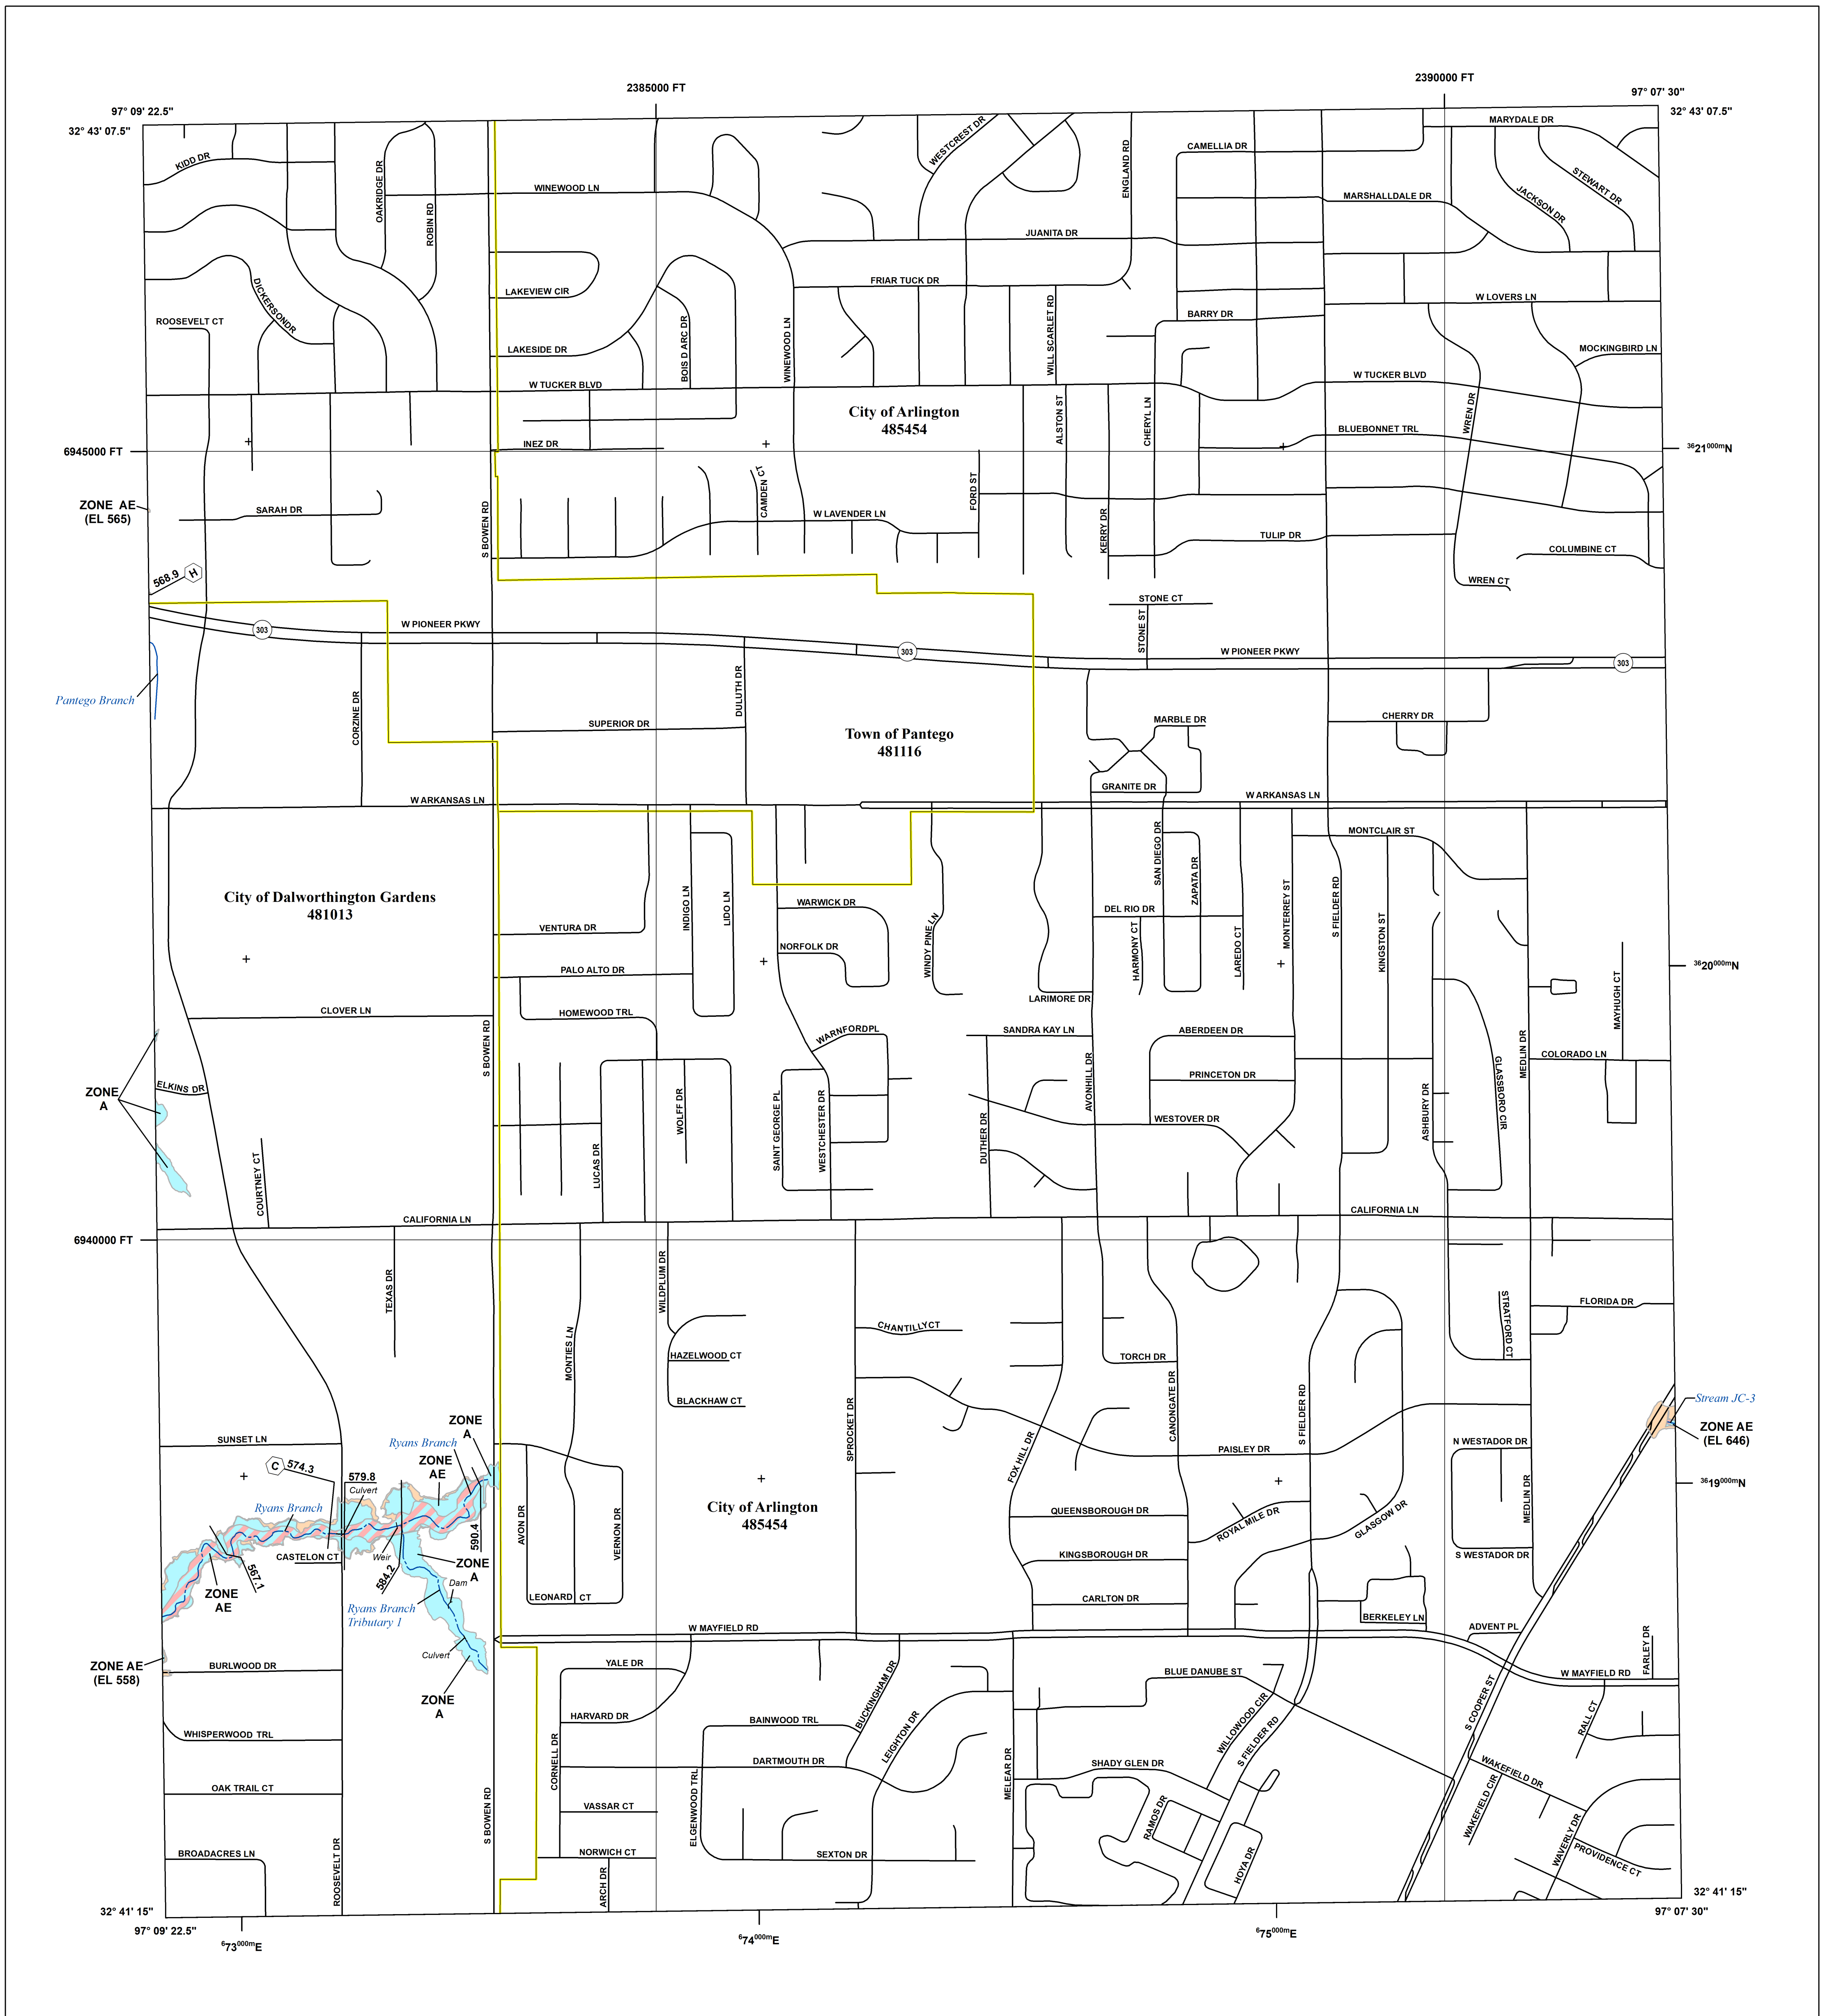 2385000 FT
2390000 FT
97° 09' 22.5"
97° 07' 30"
32° 43' 07.5"
32° 43' 07.5"
MARYDALE DR
WESTCREST DR
KIDD DR
CAMELLIA DR
ENGLAND RD
OAKRIDGE DR
WINEWOOD LN
STEWART DR
JACKSON DR
MARSHALLDALE DR
ROBIN RD
JUANITA DR
FRIAR TUCK DR
LAKEVIEW CIR
DICKERSONDR
W LOVERS LN
ROOSEVELT CT
WILL SCARLET RD
BARRY DR
BOIS D ARC DR
WINEWOOD LN
LAKESIDE DR
MOCKINGBIRD LN
W TUCKER BLVD
W TUCKER BLVD
City of Arlington
485454
ALSTON ST
CHERYL LN
WREN DR
BLUEBONNET TRL
INEZ DR
6945000 FT
3621000mN
CAMDEN CT
FORD ST
ZONE AE
(EL 565)
SARAH DR
W LAVENDER LN
S BOWEN RD
KERRY DR
TULIP DR
COLUMBINE CT
568.9
H
WREN CT
STONE CT
STONE ST
303
W PIONEER PKWY
303
W PIONEER PKWY
303
Pantego Branch
CORZINE DR
DULUTH DR
SUPERIOR DR
MARBLE DR
CHERRY DR
Town of Pantego
481116
GRANITE DR
W ARKANSAS LN
W ARKANSAS LN
MONTCLAIR ST
SAN DIEGO DR
ZAPATA DR
City of Dalworthington Gardens
481013
INDIGO LN
LIDO LN
WARWICK DR
DEL RIO DR
MONTERREY ST
S FIELDER RD
KINGSTON ST
VENTURA DR
NORFOLK DR
WINDY PINE LN
HARMONY CT
LAREDO CT
PALO ALTO DR
3620000mN
MAYHUGH CT
LARIMORE DR
CLOVER LN
HOMEWOOD TRL
WARNFORDPL
SANDRA KAY LN
ABERDEEN DR
S BOWEN RD
MEDLIN DR
COLORADO LN
ZONE
A
ELKINS DR
PRINCETON DR
AVONHILL DR
GLASSBORO CIR
WOLFF DR
SAINT GEORGE PL
WESTCHESTER DR
DUTHER DR
WESTOVER DR
ASHBURY DR
COURTNEY CT
LUCAS DR
CALIFORNIA LN
CALIFORNIA LN
6940000 FT
TEXAS DR
WILDPLUM DR
STRATFORD CT
FLORIDA DR
MONTIES LN
CHANTILLYCT
HAZELWOOD CT
TORCH DR
BLACKHAW CT
SPROCKET DR
CANONGATE DR
S FIELDER RD
Stream JC-3
ZONE AE
(EL 646)
SUNSET LN
ZONE
A
Ryans Branch
ZONE
AE
FOX HILL DR
PAISLEY DR
N WESTADOR DR
C
574.3
579.8
Culvert
3619000mN
Ryans Branch
City of Arlington
485454
QUEENSBOROUGH DR
ROYAL MILE DR
GLASGOW DR
MEDLIN DR
AVON DR
VERNON DR
590.4
CASTELON CT
Weir
ZONE
A
KINGSBOROUGH DR
S WESTADOR DR
567.1
584.2
Dam
ZONE
AE
LEONARD CT
CARLTON DR
Ryans Branch
Tributary 1
BERKELEY LN
W MAYFIELD RD
ADVENT PL
FARLEY DR
Culvert
ZONE AE
(EL 558)
BURLWOOD DR
YALE DR
BLUE DANUBE ST
W MAYFIELD RD
ZONE
A
BUCKINGHAM DR
S COOPER ST
WHISPERWOOD TRL
HARVARD DR
BAINWOOD TRL
LEIGHTON DR
WILLOWOOD CIR
S FIELDER RD
RALL CT
CORNELL DR
DARTMOUTH DR
MELEAR DR
SHADY GLEN DR
WAKEFIELD DR
OAK TRAIL CT
VASSAR CT
ELGENWOOD TRL
RAMOS DR
WAKEFIELD CIR
S BOWEN RD
WAVERLY DR
BROADACRES LN
ROOSEVELT DR
NORWICH CT
SEXTON DR
PROVIDENCE CT
ARCH DR
HOYA DR
32° 41' 15"
32° 41' 15"
97° 09' 22.5"
97° 07' 30"
673000mE
674000mE
675000mE